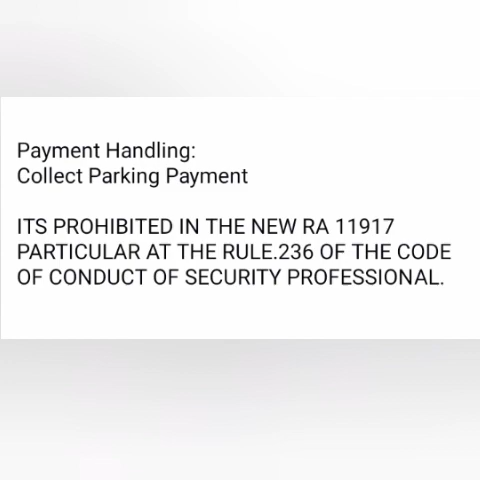 Payment Handling:
Collect Parking Payment
ITS PROHIBITED IN THE NEW RA 11917
PARTICULAR AT THE RULE.236 OF THE CODE
OF CONDUCT OF SECURITY PROFESSIONAL.